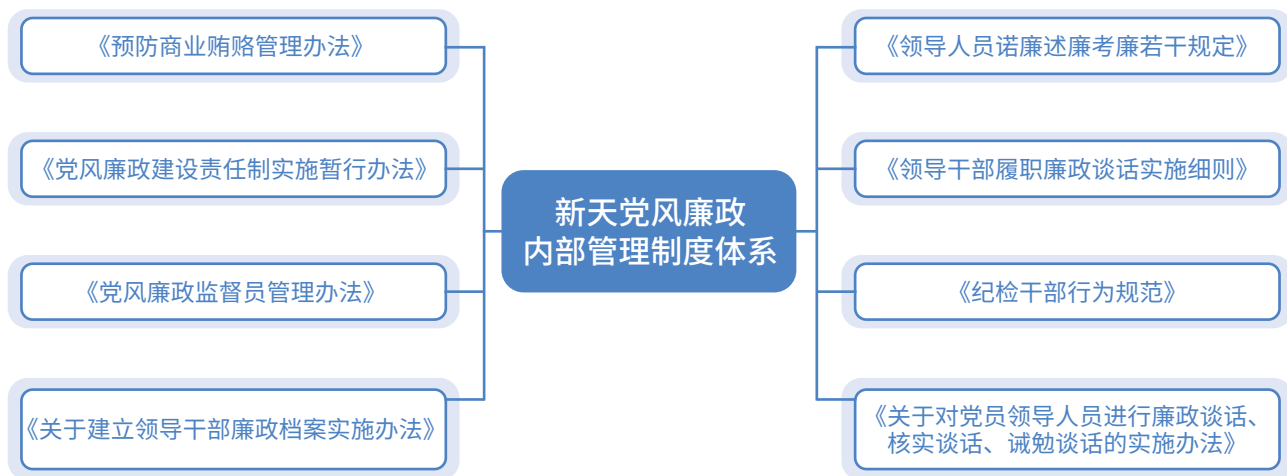 《预防商业贿赂管理办法》
《党风廉政建设责任制实施暂行办法》
《党风廉政监督员管理办法》
《关于建立领导干部廉政档案实施办法》
新天党风廉政
内部管理制度体系
《领导人员诺廉述廉考廉若干规定》
《领导干部履职廉政谈话实施细则》
《纪检干部行为规范》
《关于对党员领导人员进行廉政谈话、
核实谈话、诫勉谈话的实施办法》